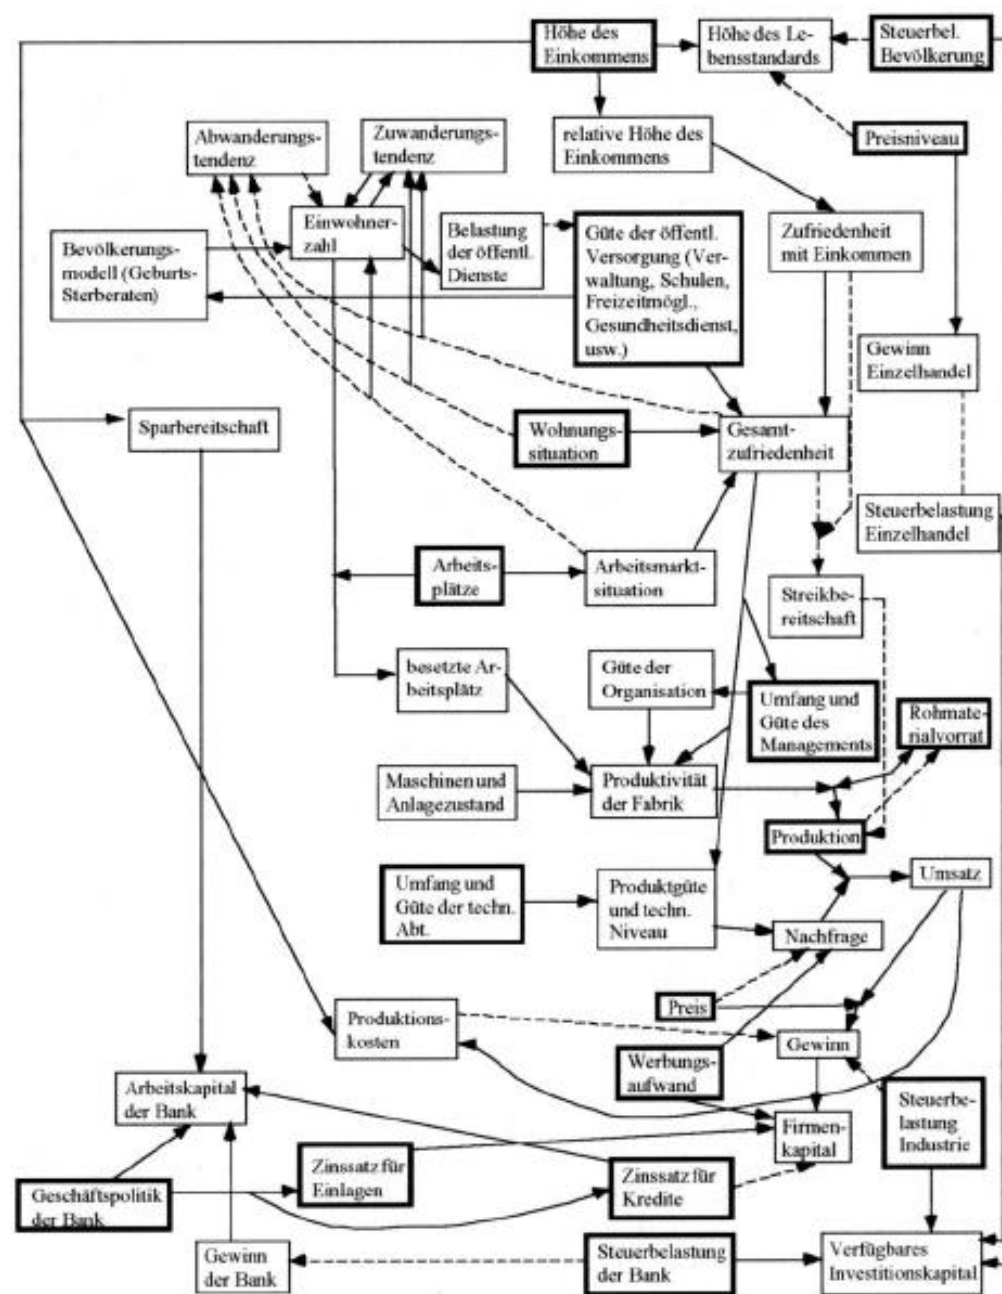 Höhe des
Einkommens
Höhe des Le-
bensstandards
Steuerbel.
Bevölkerung
Abwanderungs-
tendenz
Zuwanderungs-
tendenz
relative Höhe des
Einkommens
Preisniveau
Einwohner-
zahl
Belastung
der öffentl.
Dienste
Güte der öffentl.
Versorgung (Ver-
waltung, Schulen,
Freizeitmögl.,
Gesundheitsdienst,
usw.)
Zufriedenheit
mit Einkommen
Bevölkerungs-
modell (Geburts-
Sterberaten)
Gewinn
Einzelhandel
Sparbereitschaft
Wohnungs-
situation
Gesamt-
zufriedenheit
Steuerbelastung
Einzelhandel
Arbeits-
plätze
Arbeitsmarkt-
situation
Streikbe-
reitschaft
besetzte Ar-
beitsplätz
Güte der
Organisation
Umfang und
Güte des
Managements
Rohmate-
rialvorrat
Maschinen und
Anlagezustand
Produktivität
der Fabrik
Produktion
Umfang und
Güte der techn.
Abt.
Produktgüte
und techn.
Niveau
Umsatz
Nachfrage
Preis
Produktions-
kosten
Gewinn
Werbungs-
aufwand
Arbeitskapital
der Bank
Firmen-
kapital
Steuerbe-
lastung
Industrie
Geschäftspolitik
der Bank
Zinssatz für
Einlagen
Zinssatz für
Kredite
Gewinn
der Bank
Steuerbelastung
der Bank
Verfügbares
Investitionskapital